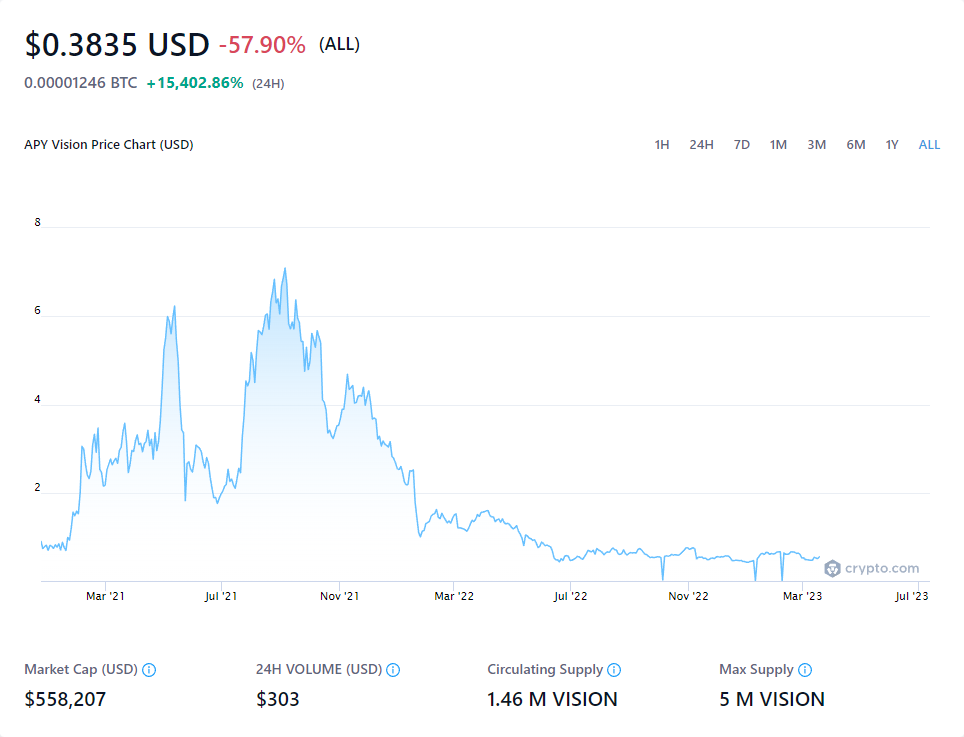 $0.3835 USD -57.90% (ALL)
0.00001246 BTC +15,402.86% (24H)
APY Vision Price Chart (USD) 1H 24H 7D 1M 3M 6M 1Y ALL
8
6
4
2
crypto.com
Mar '21 Jul '21 Nov '21 Mar '22 Jul '22 Nov '22 Mar '23 Jul '23
Market Cap (USD) 24H VOLUME (USD) Circulating Supply Max Supply
$558,207 $303 1.46 M VISION 5 M VISION